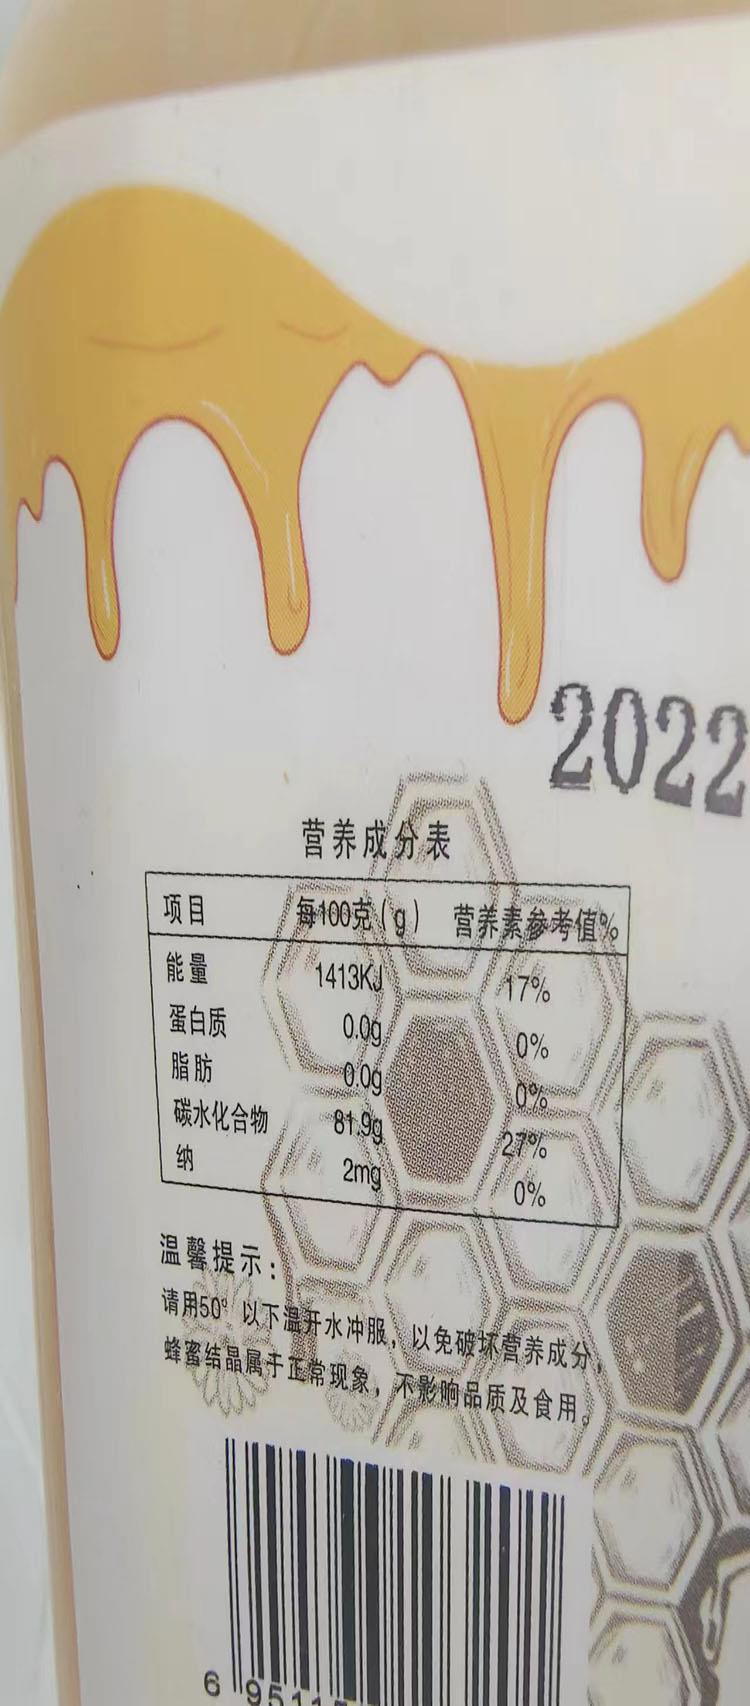 2022
营养成分表
项目 每100克(g) 营养素参考值%
能量 1413KJ 17%
蛋白质 0.0g 0%
脂肪 0.0g 0%
碳水化合物 81.9g 27%
纳 2mg 0%
温馨提示:
请用50° 以下温开水冲服，以免破坏营养成分，
蜂蜜结晶属于正常现象，不影响品质及食用。
6 95115